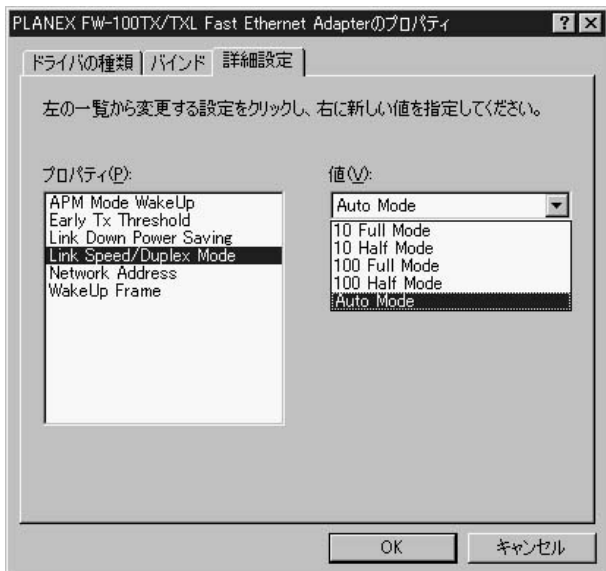 PLANEX FW-100TX/TXL Fast Ethernet Adapterのプロパティ
ドライバの種類 バインド 詳細設定
左の一覧から変更する設定をクリックし、右に新しい値を指定してください。
プロパティ(P):
APM Mode WakeUp
Early Tx Threshold
Link Down Power Saving
Link Speed/Duplex Mode
Network Address
WakeUp Frame
値(V):
Auto Mode
10 Full Mode
10 Half Mode
100 Full Mode
100 Half Mode
Auto Mode
OK キャンセル